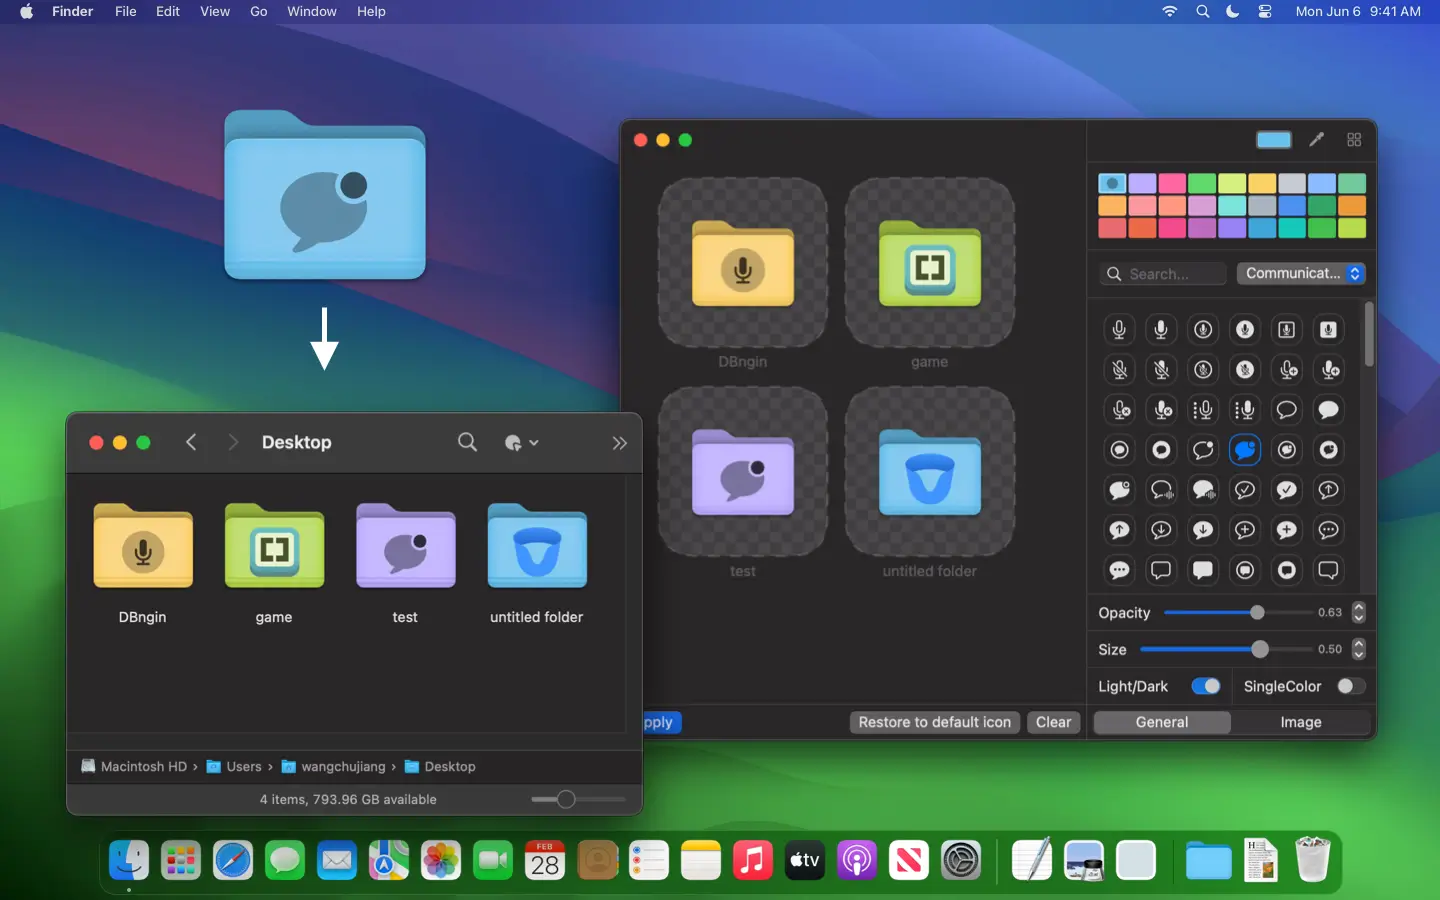 Finder File Edit View Go Window Help
Mon Jun 6 9:41 AM
Search...
Communicat...
DBngin
game
test
untitled folder
Opacity
0.63
Size
0.50
Light/Dark
SingleColor
pply
Restore to default icon
Clear
General
Image
Desktop
DBngin
game
test
untitled folder
Macintosh HD › Users › wangchujiang › Desktop
4 items, 793.96 GB available
FEB
28
tv